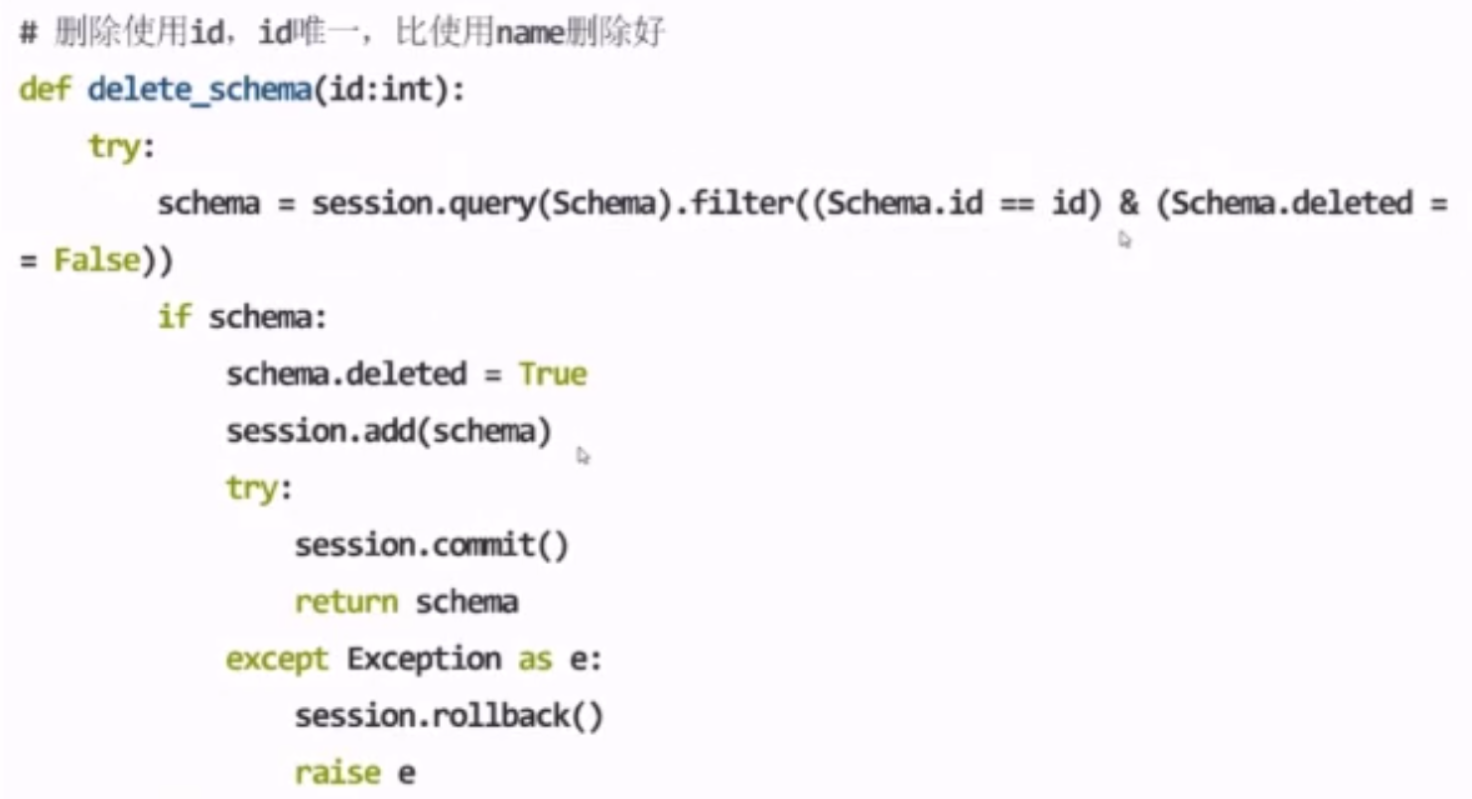 # 删除使用id，id唯一，比使用name删除好
def delete_schema(id:int):
    try:
        schema = session.query(Schema).filter((Schema.id == id) & (Schema.deleted =
= False))
        if schema:
            schema.deleted = True
            session.add(schema)
            try:
                session.commit()
                return schema
            except Exception as e:
                session.rollback()
                raise e